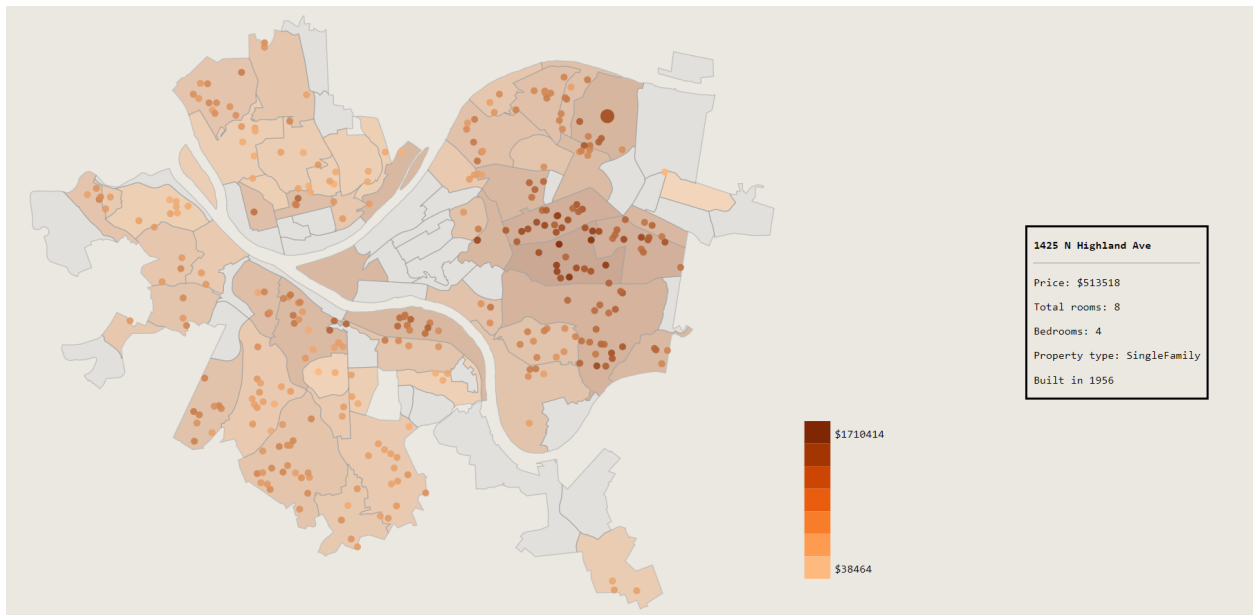 1425 N Highland Ave
Price: $513518
Total rooms: 8
Bedrooms: 4
Property type: SingleFamily
Built in 1956
$1710414
$38464